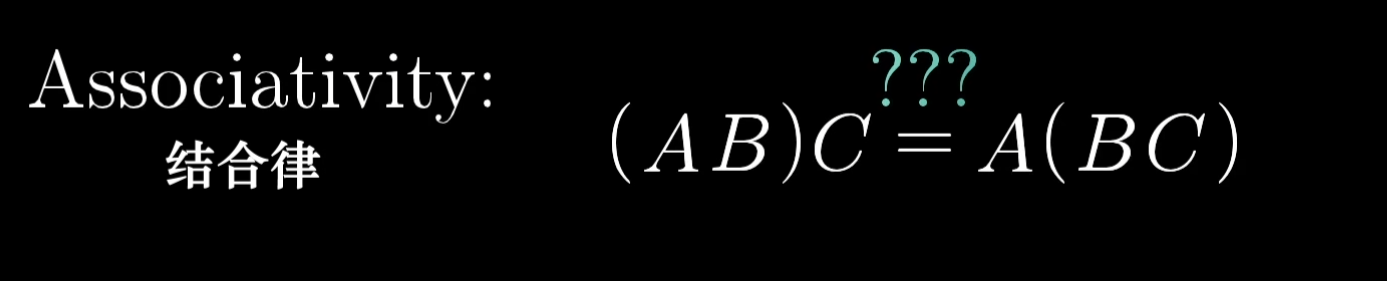 Associativity:
结合律
???
(AB)C = A(BC)